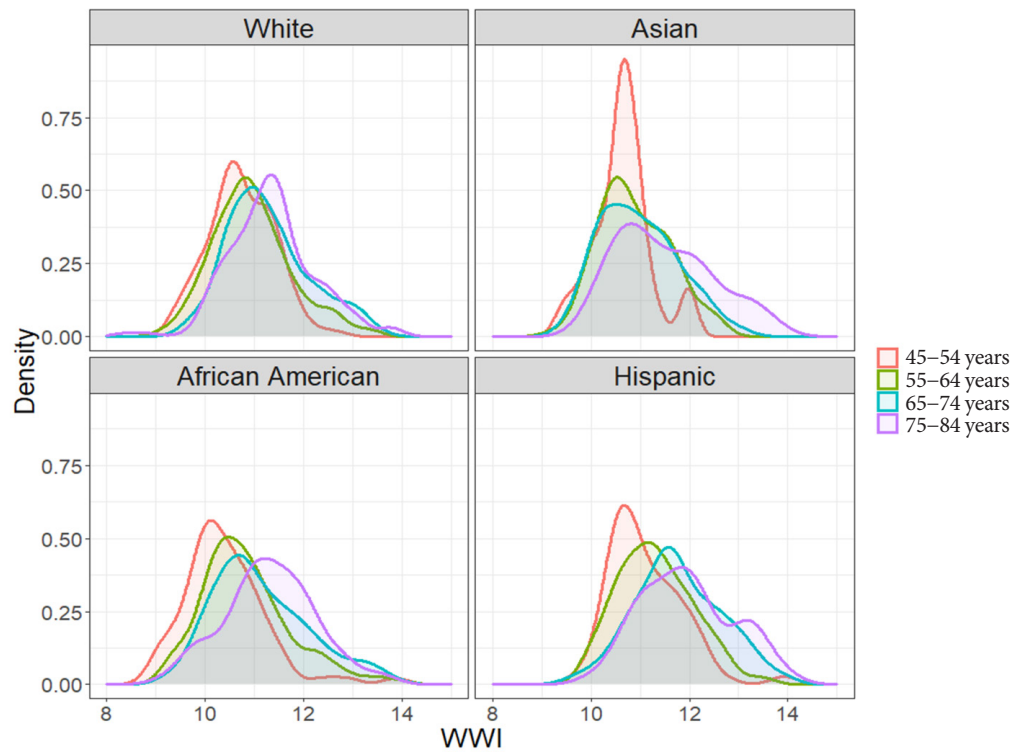 White
Asian
0.75
0.50
0.25
0.00
African American
Hispanic
0.75
0.50
0.25
0.00
8 10 12 14
8 10 12 14
Density
WWI
45–54 years
55–64 years
65–74 years
75–84 years